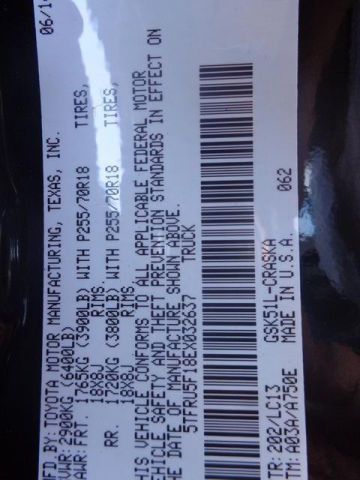 MFD.BY:TOYOTA MOTOR MANUFACTURING, TEXAS, INC. 06/1
GVWR: 2900KG (6400LB)
GAWR: FRT. 1765KG (3900LB) WITH P255/70R18 TIRES,
18X8J RIMS,
RR. 1720KG (3800LB) WITH P255/70R18 TIRES,
18X8J RIMS,
THIS VEHICLE CONFORMS TO ALL APPLICABLE FEDERAL MOTOR
VEHICLE SAFETY AND THEFT PREVENTION STANDARDS IN EFFECT ON
THE DATE OF MANUFACTURE SHOWN ABOVE.
5TFRU5F18EX032637 TRUCK
062
C/TR: 202/LC13 GSK51L-CRASKA
A/TM: A03A/A750E MADE IN U.S.A.